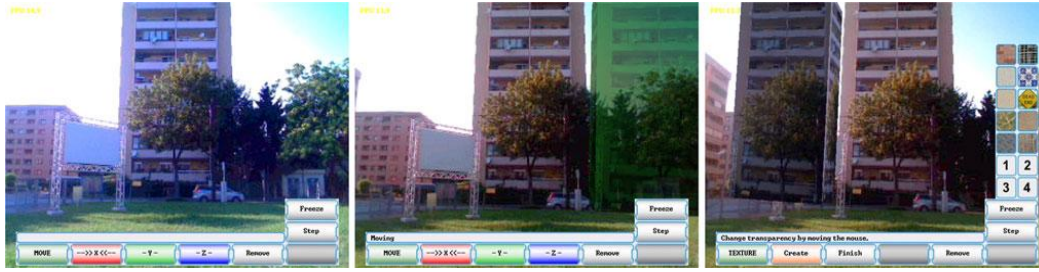 Freeze
Step
MOVE -->>X<<-- -Y- -Z- Remove
Freeze
Step
Moving
MOVE -->>X<<-- -Y- -Z- Remove
1 2
3 4
Freeze
Step
Change transparency by moving the mouse.
TEXTURE Create Finish Remove